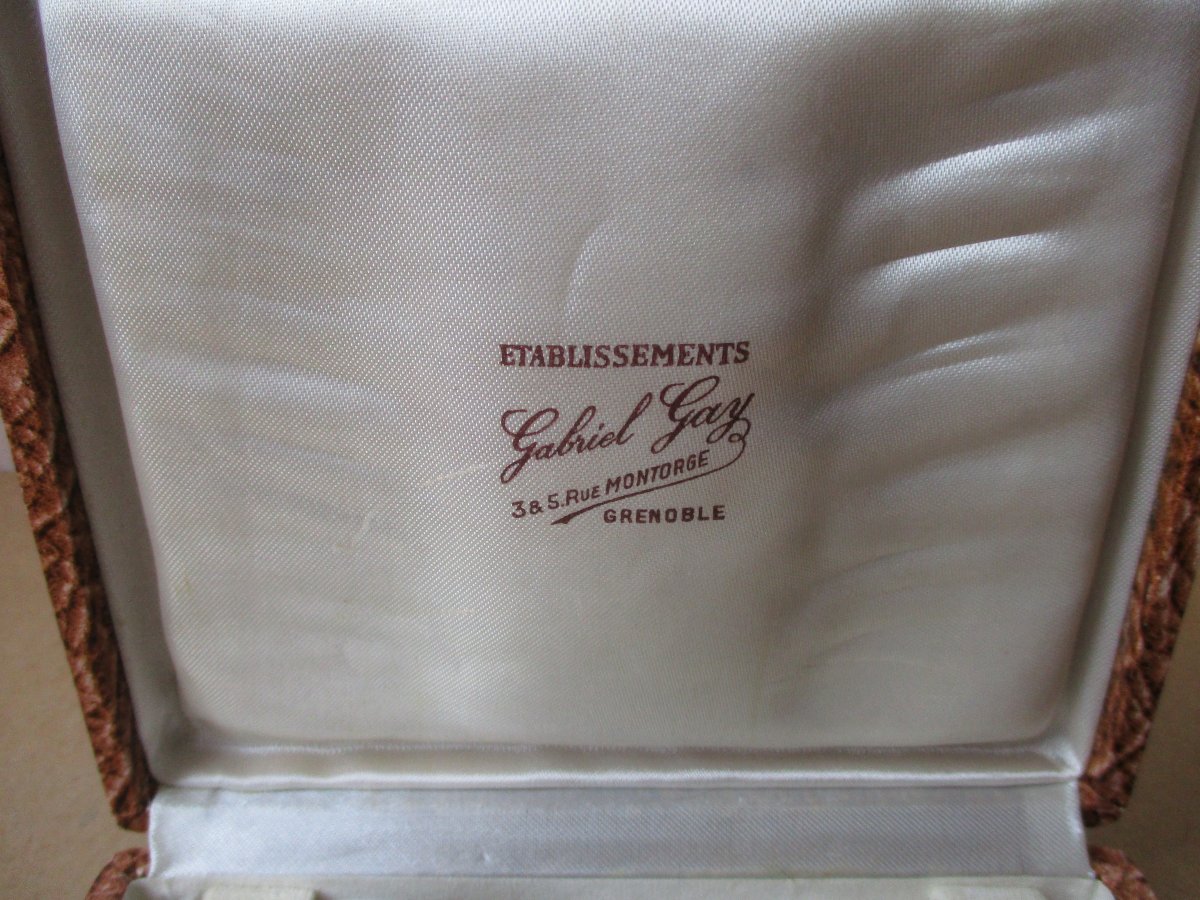 ETABLISSEMENTS
Gabriel Gay
3 & 5. RUE MONTORGE
GRENOBLE